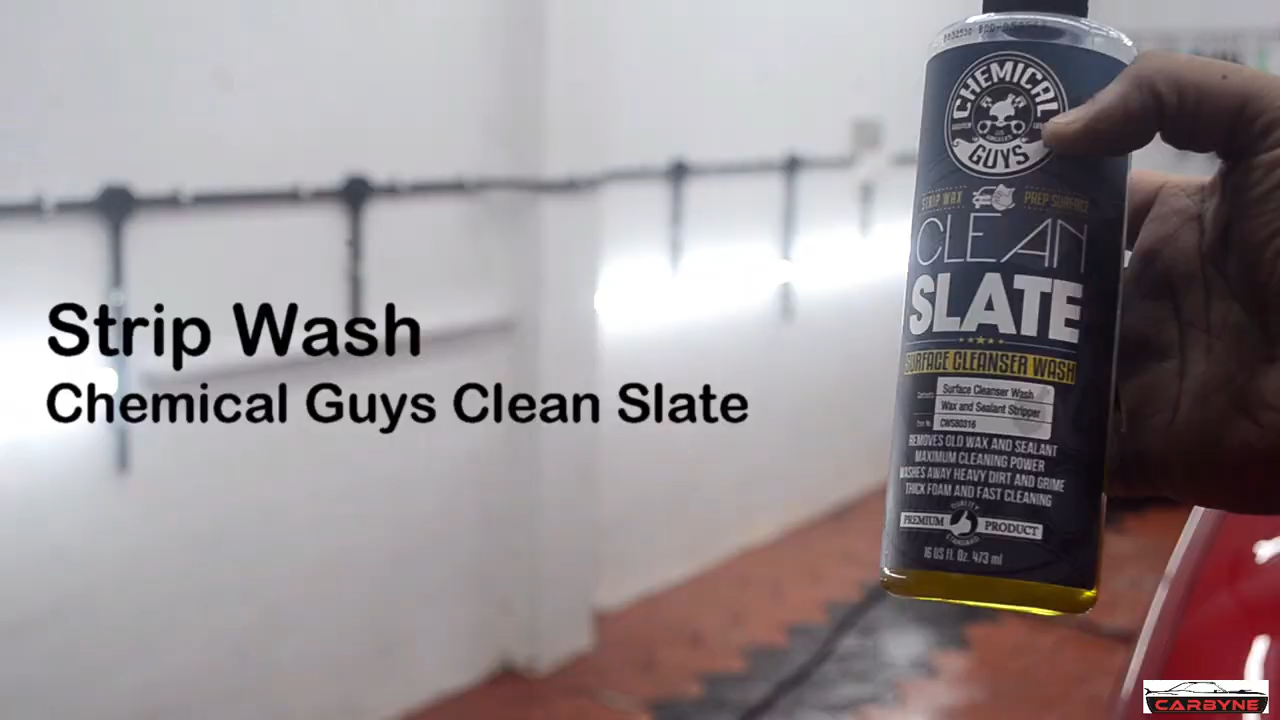 Strip Wash
Chemical Guys Clean Slate
CHEMICAL
GUYS
STRIP WAX
PREP SURFACE
CLEAN
SLATE
SURFACE CLEANSER WASH
Surface Cleanser Wash
Wax and Sealant Stripper
CWS80316
REMOVES OLD WAX AND SEALANT
MAXIMUM CLEANING POWER
WASHES AWAY HEAVY DIRT AND GRIME
THICK FOAM AND FAST CLEANING
QUALITY
PREMIUM PRODUCT
STANDARD
16 US fl. Oz. 473 ml
CARBYNE